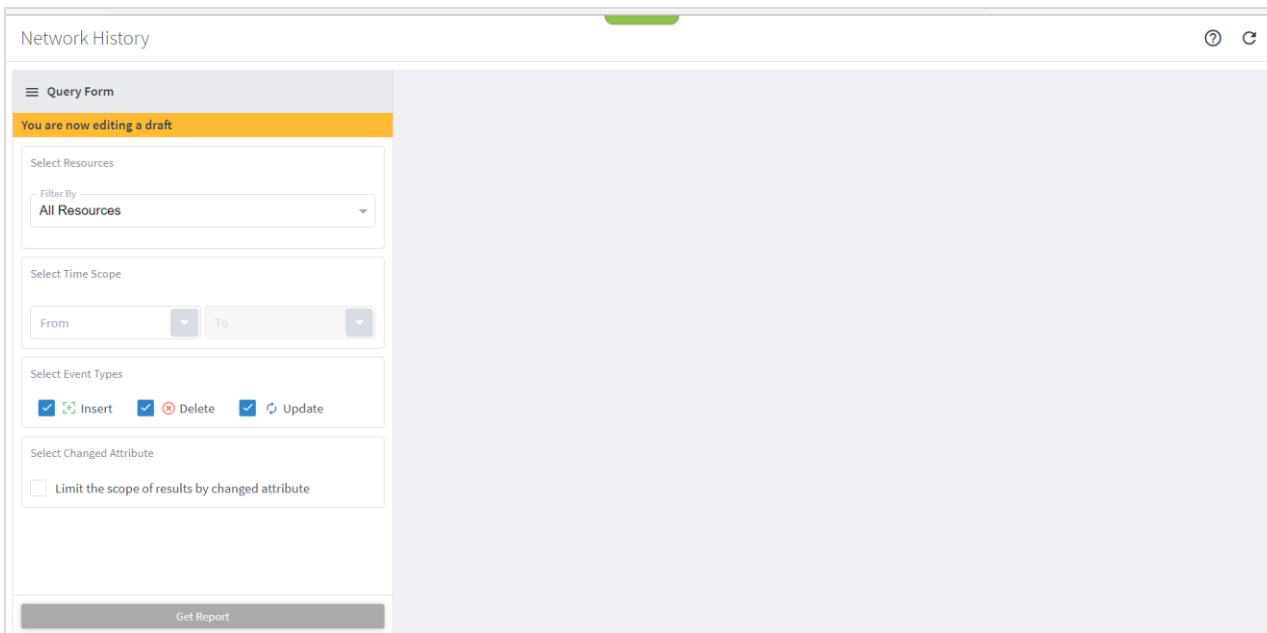 Network History
Query Form
You are now editing a draft
Select Resources
Filter By
All Resources
Select Time Scope
From To
Select Event Types
Insert Delete Update
Select Changed Attribute
Limit the scope of results by changed attribute
Get Report